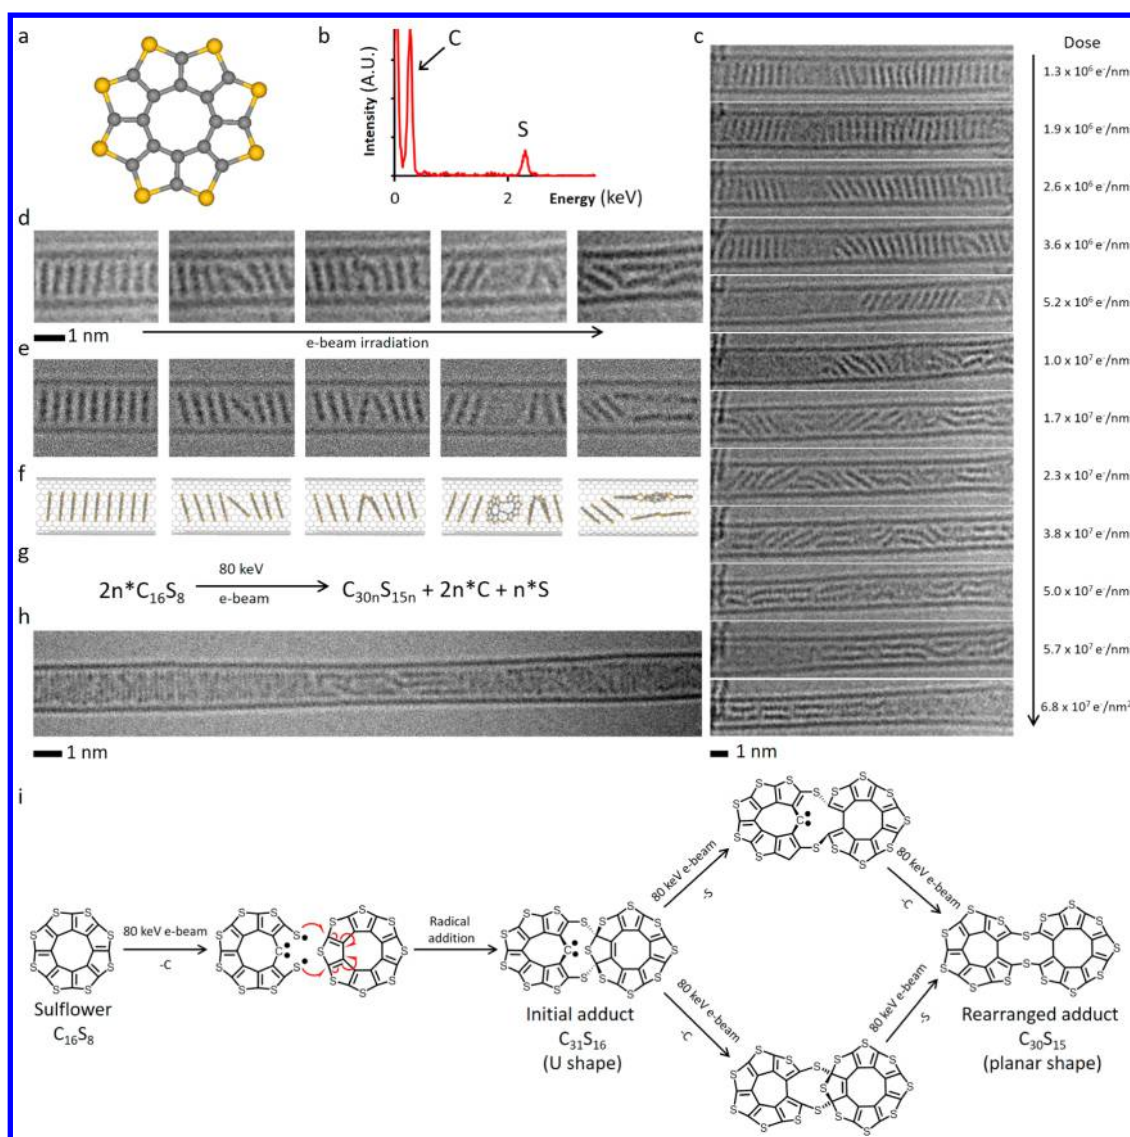 a
b
C
S
Intensity (A.U.)
0
2
Energy (keV)
c
Dose
1.3 x 10⁶ e⁻/nm
1.9 x 10⁶ e⁻/nm
2.6 x 10⁶ e⁻/nm
3.6 x 10⁶ e⁻/nm
5.2 x 10⁶ e⁻/nm
1.0 x 10⁷ e⁻/nm
1.7 x 10⁷ e⁻/nm
2.3 x 10⁷ e⁻/nm
3.8 x 10⁷ e⁻/nm
5.0 x 10⁷ e⁻/nm
5.7 x 10⁷ e⁻/nm
6.8 x 10⁷ e⁻/nm²
1 nm
d
1 nm
e-beam irradiation
e
f
g
80 keV
2n*C₁₆S₈
e-beam
C₃₀ₙS₁₅ₙ + 2n*C + n*S
h
1 nm
i
Sulflower
C₁₆S₈
80 keV e-beam
-C
Radical
addition
Initial adduct
C₃₁S₁₆
(U shape)
80 keV e-beam
-S
80 keV e-beam
-C
80 keV e-beam
-C
80 keV e-beam
-S
Rearranged adduct
C₃₀S₁₅
(planar shape)